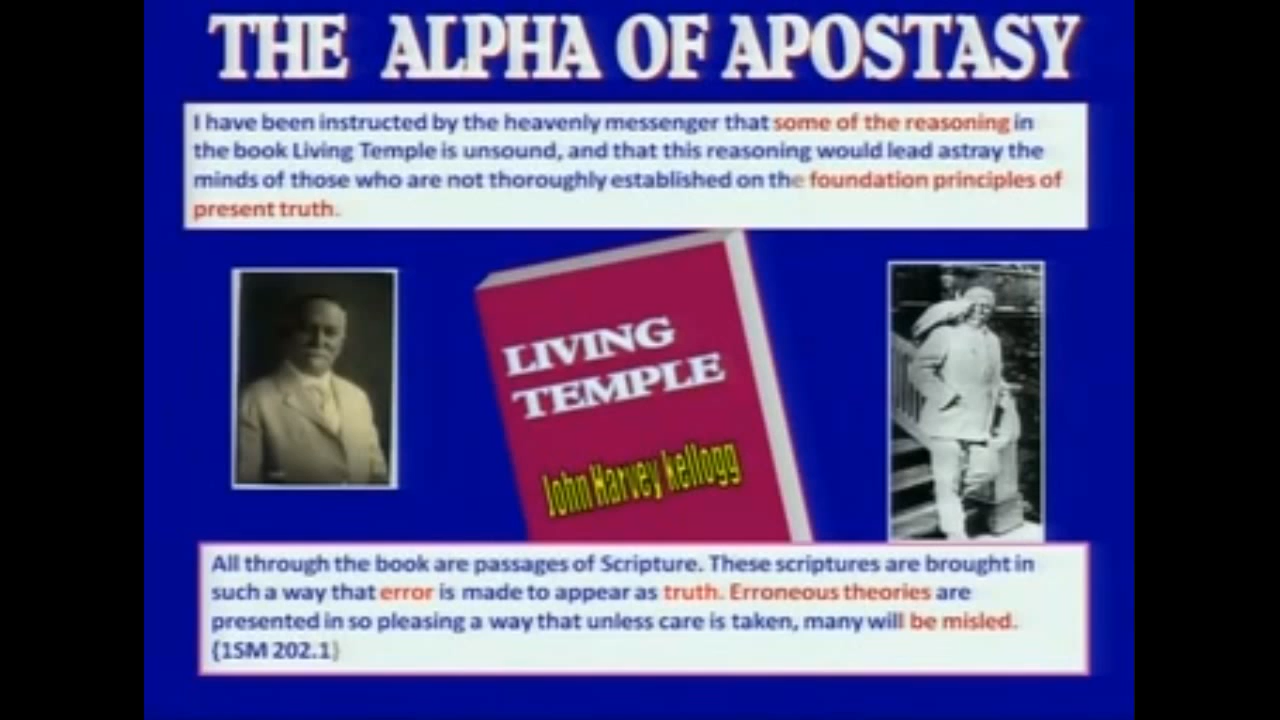 THE ALPHA OF APOSTASY
I have been instructed by the heavenly messenger that some of the reasoning in
the book Living Temple is unsound, and that this reasoning would lead astray the
minds of those who are not thoroughly established on the foundation principles of
present truth.
LIVING
TEMPLE
John Harvey kellogg
All through the book are passages of Scripture. These scriptures are brought in
such a way that error is made to appear as truth. Erroneous theories are
presented in so pleasing a way that unless care is taken, many will be misled.
{1SM 202.1}